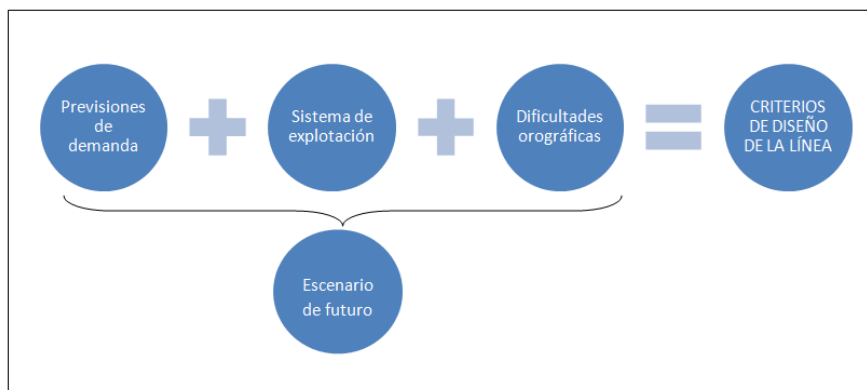 Previsiones
de
demanda
Sistema de
explotación
Dificultades
orográficas
CRITERIOS
DE DISEÑO
DE LA LÍNEA
Escenario
de futuro